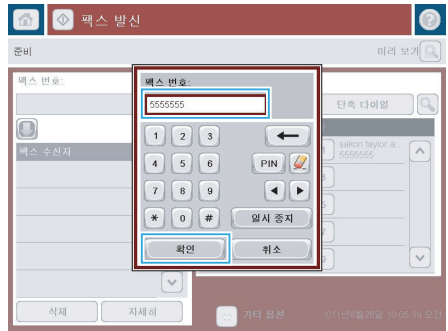 팩스 발신
준비
미리 보기
팩스 번호:
팩스 번호:
5555555
단축 다이얼
1 2 3
4 5 6 PIN
7 8 9
* 0 #
일시 중지
확인 취소
팩스 수신자
sakon taylor a
5555555
삭제 자세히
기타 옵션